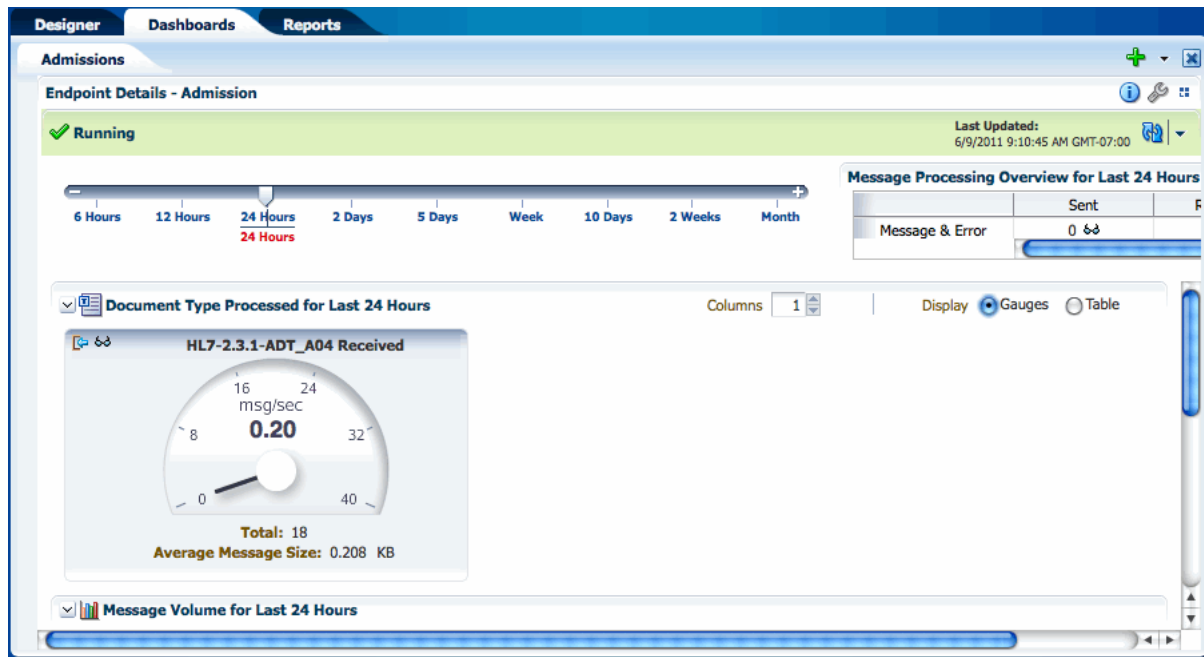 Designer Dashboards Reports
Admissions
Endpoint Details - Admission
Running
Last Updated:
6/9/2011 9:10:45 AM GMT-07:00
6 Hours 12 Hours 24 Hours 2 Days 5 Days Week 10 Days 2 Weeks Month
24 Hours
Message Processing Overview for Last 24 Hours
Sent
Message & Error 0
Document Type Processed for Last 24 Hours
Columns 1 Display Gauges Table
HL7-2.3.1-ADT_A04 Received
16 24
msg/sec
0.20
8 32
0 40
Total: 18
Average Message Size: 0.208 KB
Message Volume for Last 24 Hours